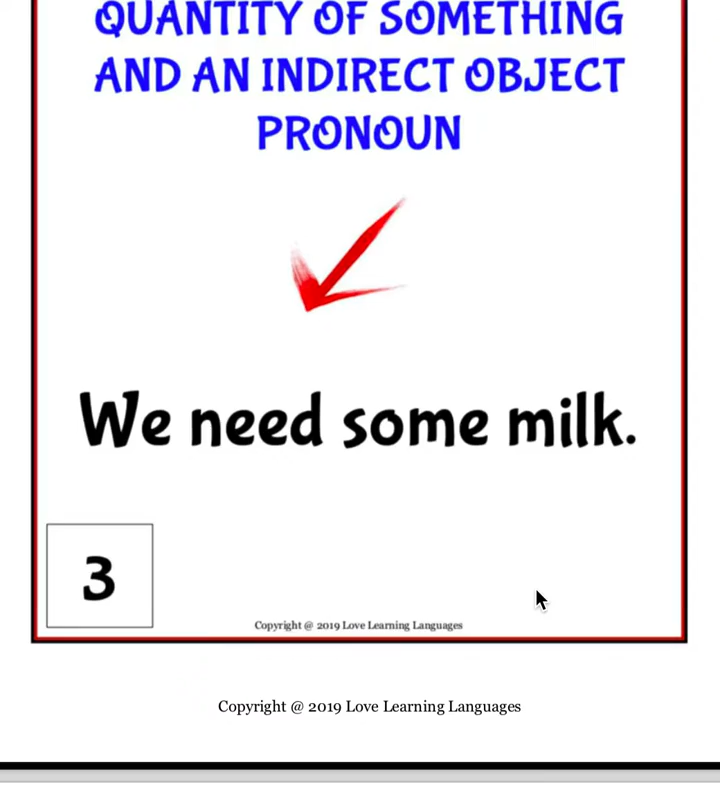 QUANTITY OF SOMETHING
AND AN INDIRECT OBJECT
PRONOUN
We need some milk.
3
Copyright @ 2019 Love Learning Languages
Copyright @ 2019 Love Learning Languages